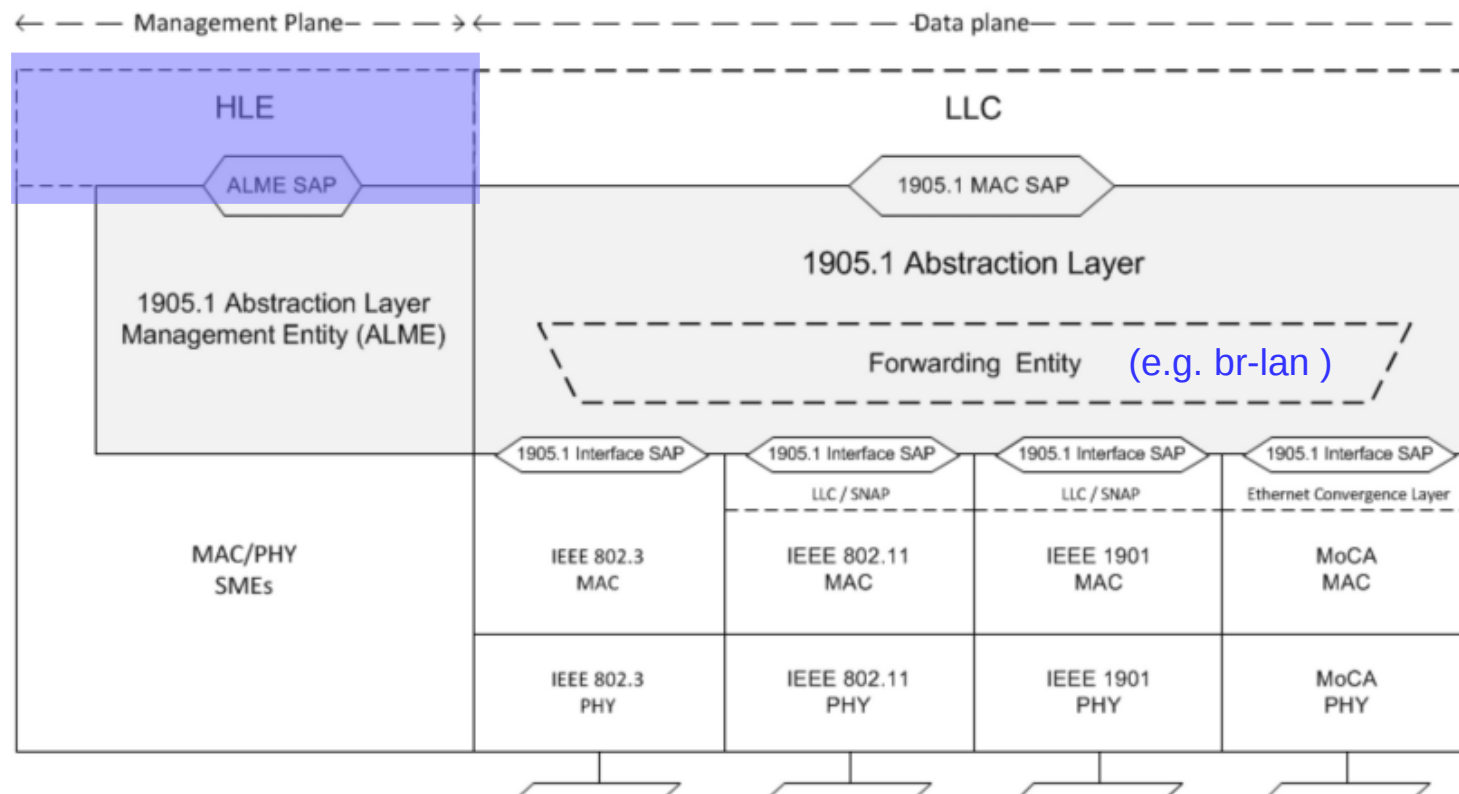 Management Plane
Data plane
HLE
LLC
ALME SAP
1905.1 MAC SAP
1905.1 Abstraction Layer
1905.1 Abstraction Layer
Management Entity (ALME)
Forwarding Entity
(e.g. br-lan )
1905.1 Interface SAP
1905.1 Interface SAP
1905.1 Interface SAP
1905.1 Interface SAP
LLC / SNAP
LLC / SNAP
Ethernet Convergence Layer
MAC/PHY
SMEs
IEEE 802.3
MAC
IEEE 802.11
MAC
IEEE 1901
MAC
MoCA
MAC
IEEE 802.3
PHY
IEEE 802.11
PHY
IEEE 1901
PHY
MoCA
PHY